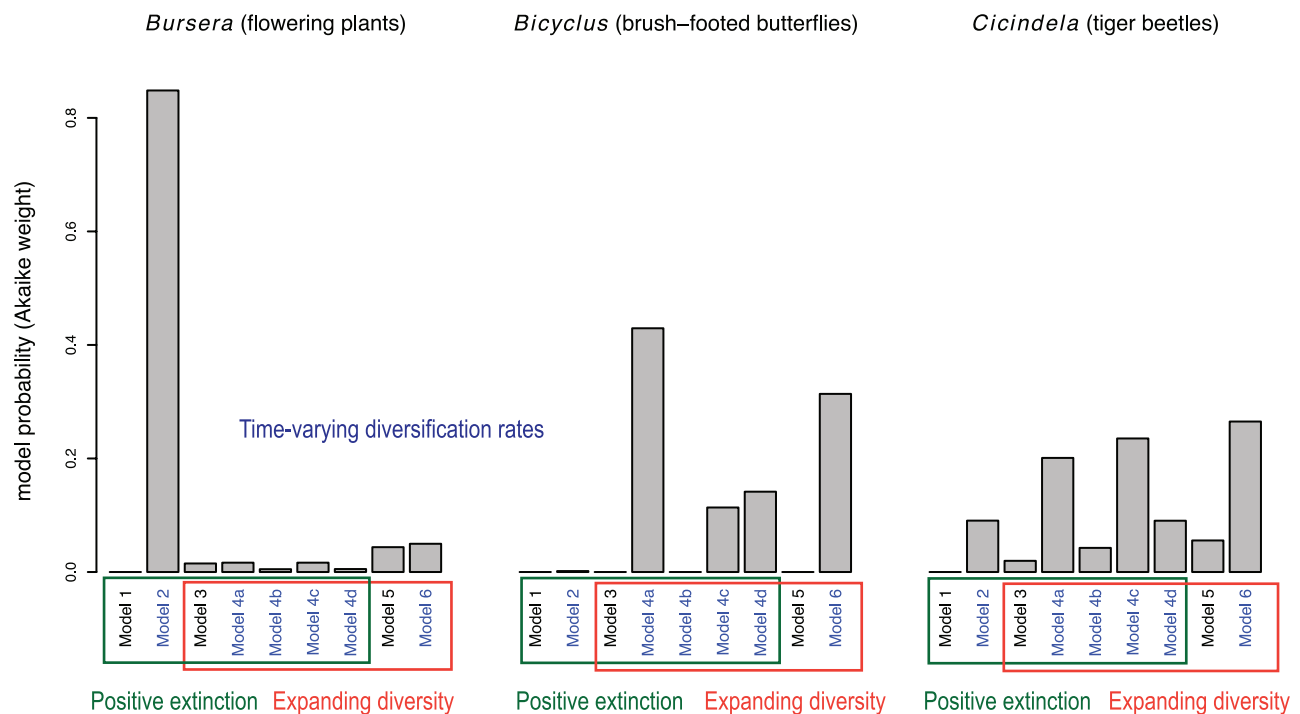 Bursera (flowering plants)
Bicyclus (brush–footed butterflies)
Cicindela (tiger beetles)
model probability (Akaike weight)
0.8
0.6
0.4
0.2
0.0
Time-varying diversification rates
Model 1
Model 2
Model 3
Model 4a
Model 4b
Model 4c
Model 4d
Model 5
Model 6
Model 1
Model 2
Model 3
Model 4a
Model 4b
Model 4c
Model 4d
Model 5
Model 6
Model 1
Model 2
Model 3
Model 4a
Model 4b
Model 4c
Model 4d
Model 5
Model 6
Positive extinction
Expanding diversity
Positive extinction
Expanding diversity
Positive extinction
Expanding diversity